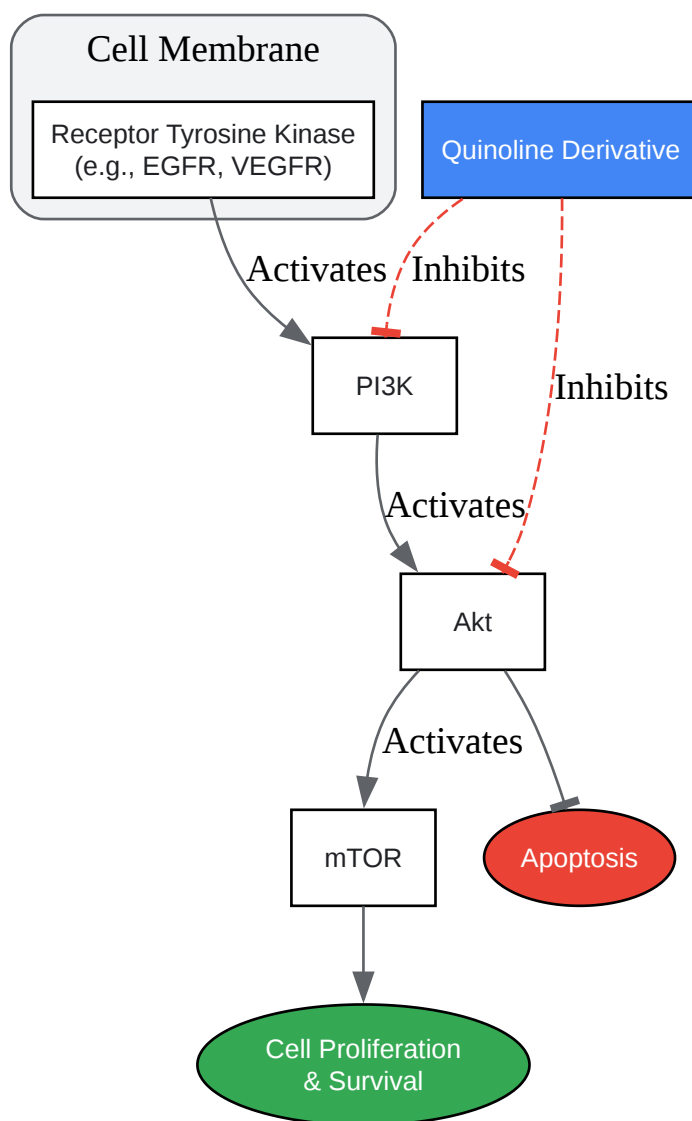 Cell Membrane
Receptor Tyrosine Kinase
(e.g., EGFR, VEGFR)
Quinoline Derivative
Activates
Inhibits
PI3K
Inhibits
Activates
Akt
Activates
mTOR
Apoptosis
Cell Proliferation
& Survival